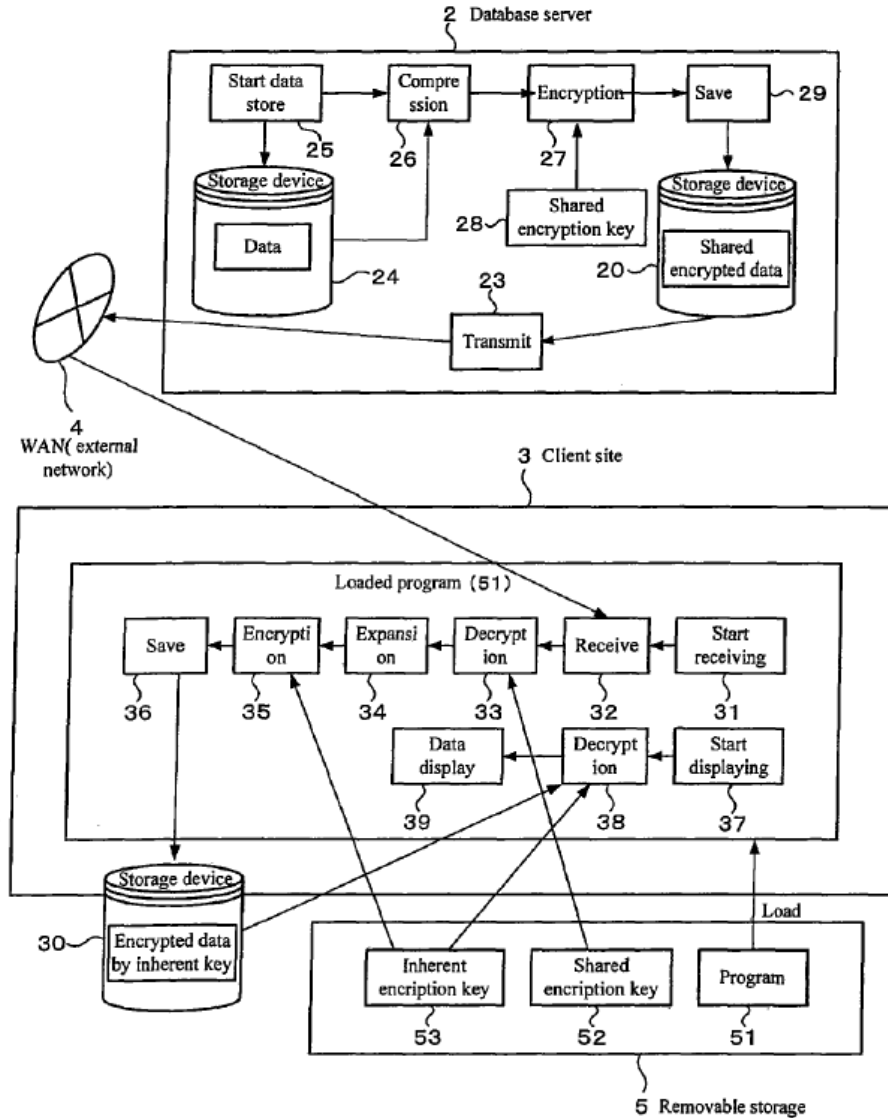 2 Database server
Start data
store
Compre
ssion
Encryption
Save
29
25
26
27
Storage device
Storage device
28
Shared
encryption key
Data
24
20
Shared
encrypted data
23
Transmit
4
WAN( external
network)
3 Client site
Loaded program (51)
Save
Encrypti
on
Expansi
on
Decrypt
ion
Receive
Start
receiving
36
35
34
33
32
31
Data
display
Decrypt
ion
Start
displaying
39
38
37
Storage device
Load
30
Encrypted data
by inherent key
Inherent
encription key
Shared
encription key
Program
53
52
51
5 Removable storage